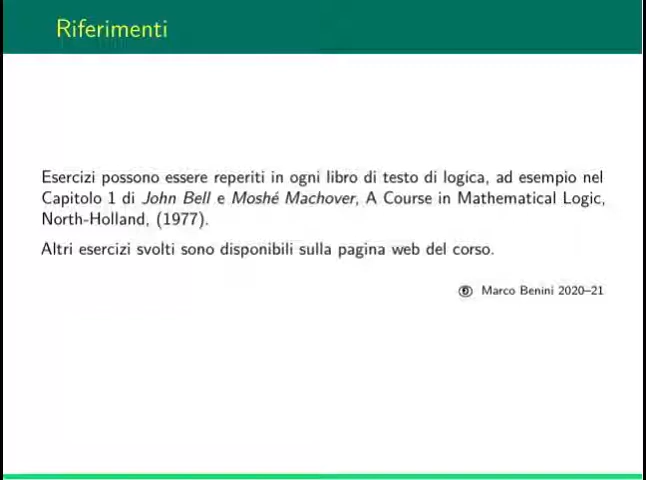 Riferimenti
Esercizi possono essere reperiti in ogni libro di testo di logica, ad esempio nel
Capitolo 1 di John Bell e Moshé Machover, A Course in Mathematical Logic,
North-Holland, (1977).
Altri esercizi svolti sono disponibili sulla pagina web del corso.
Marco Benini 2020–21